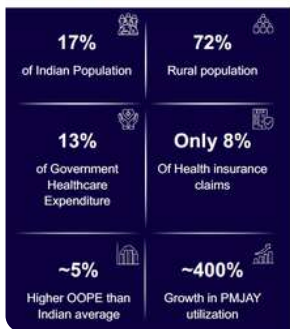 17%
of Indian Population
72%
Rural population
13%
of Government
Healthcare
Expenditure
Only 8%
Of Health insurance
claims
~5%
Higher OOPE than
Indian average
~400%
Growth in PMJAY
utilization